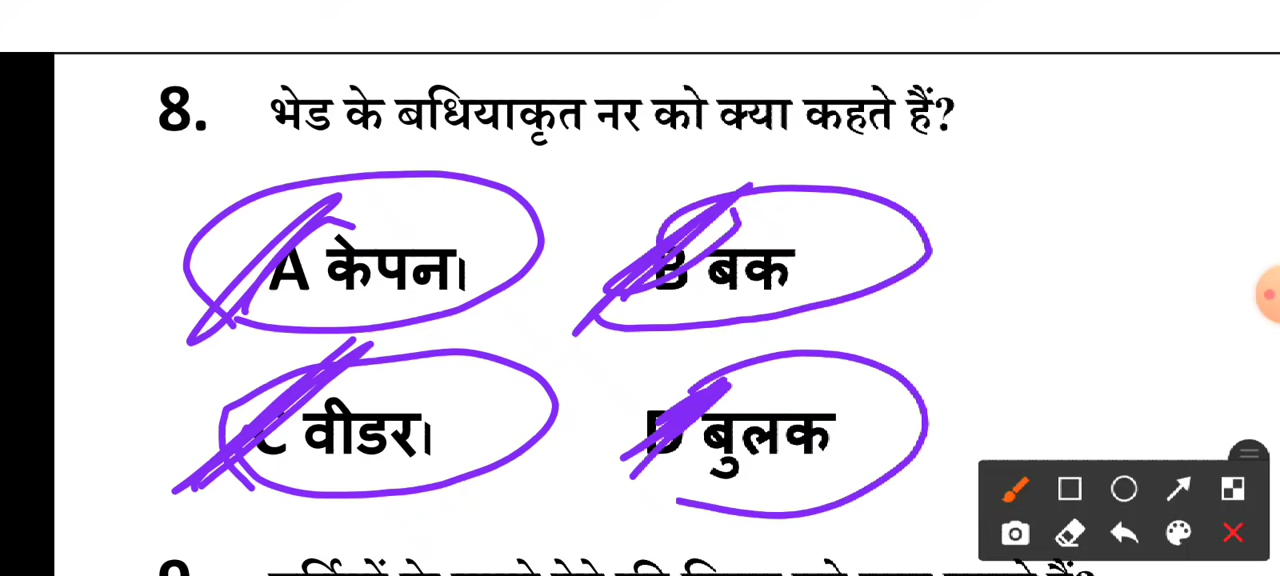 8. भेड के बधियाकृत नर को क्या कहते हैं?
A केपन। B बक
C वीडर। D बुलक